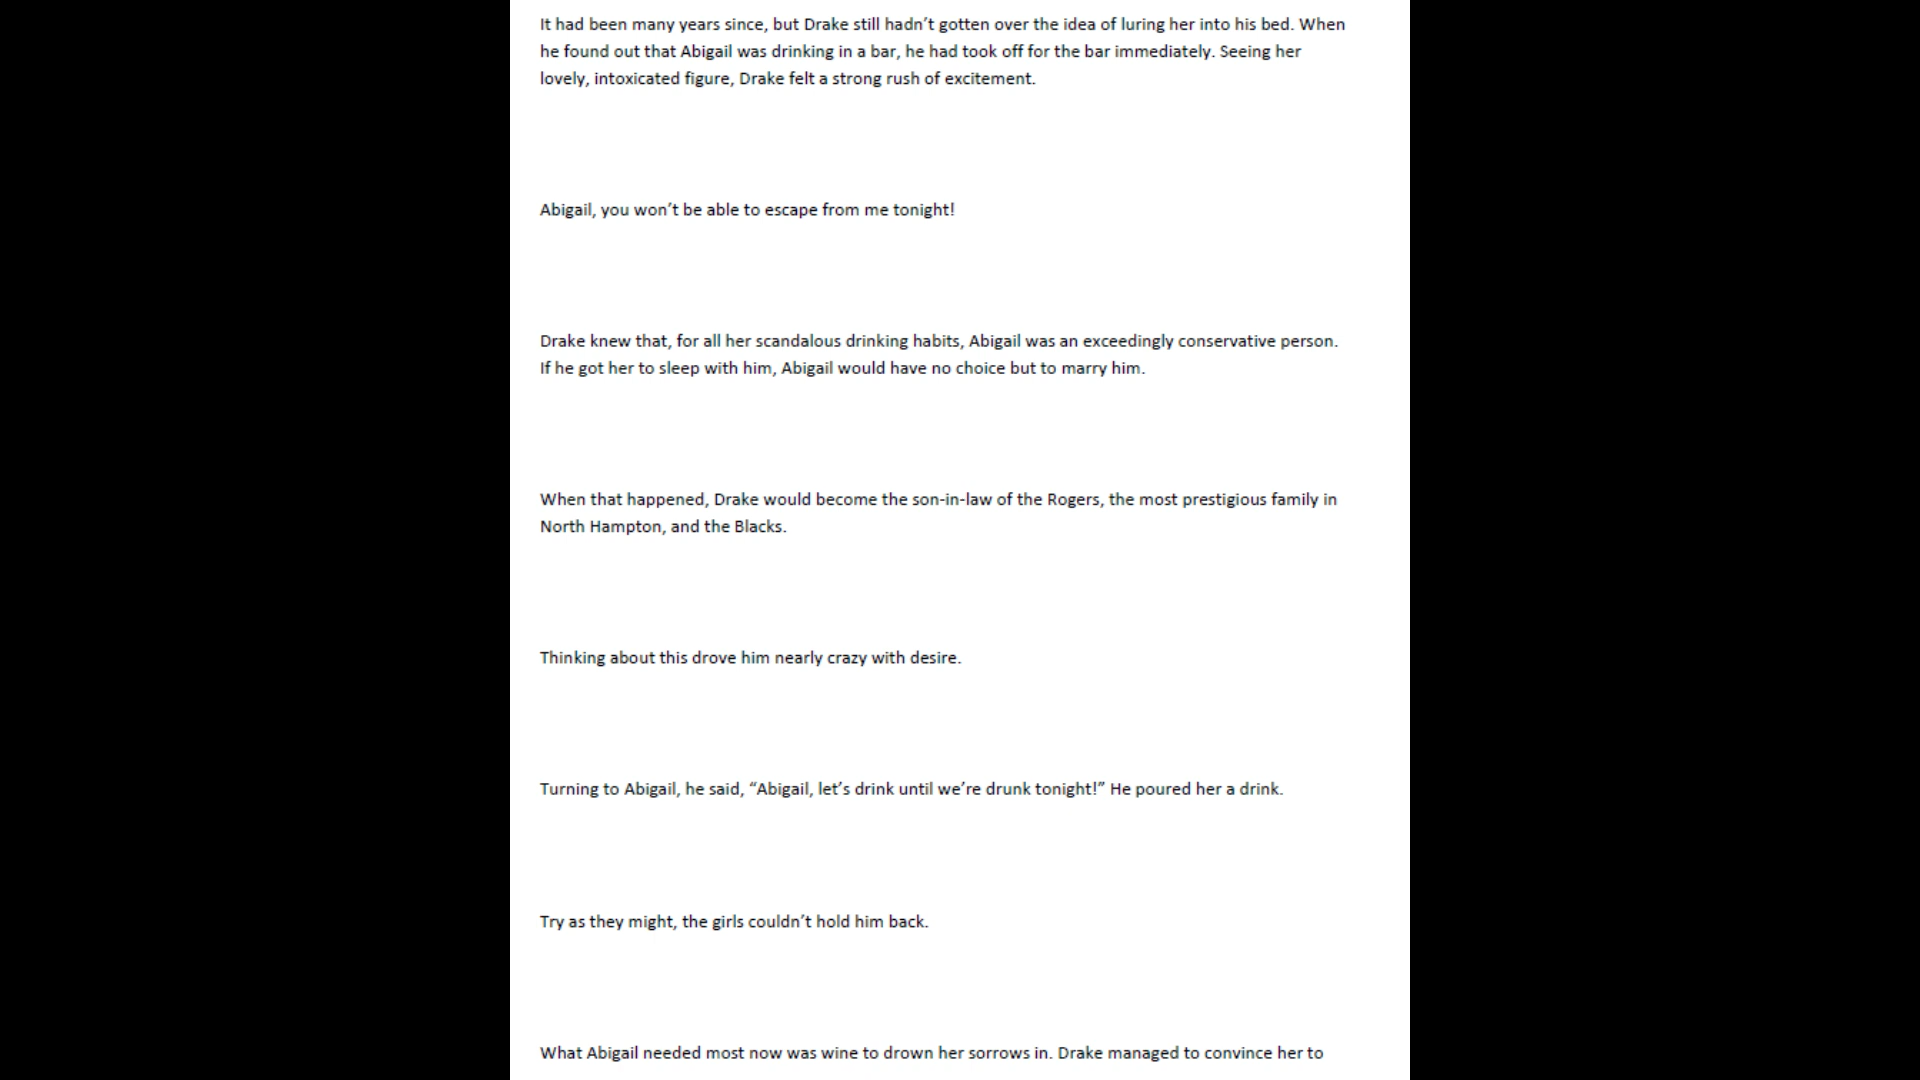 It had been many years since, but Drake still hadn’t gotten over the idea of luring her into his bed. When
he found out that Abigail was drinking in a bar, he had took off for the bar immediately. Seeing her
lovely, intoxicated figure, Drake felt a strong rush of excitement.
Abigail, you won’t be able to escape from me tonight!
Drake knew that, for all her scandalous drinking habits, Abigail was an exceedingly conservative person.
If he got her to sleep with him, Abigail would have no choice but to marry him.
When that happened, Drake would become the son-in-law of the Rogers, the most prestigious family in
North Hampton, and the Blacks.
Thinking about this drove him nearly crazy with desire.
Turning to Abigail, he said, “Abigail, let’s drink until we’re drunk tonight!” He poured her a drink.
Try as they might, the girls couldn’t hold him back.
What Abigail needed most now was wine to drown her sorrows in. Drake managed to convince her to